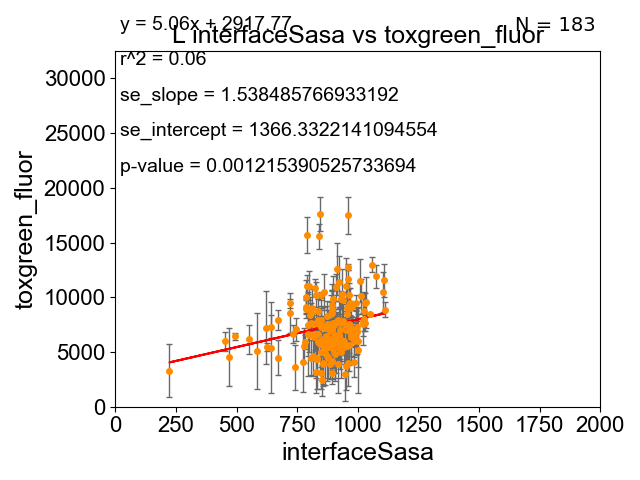 y = 5.06x + 2917.77
N = 183
L interfaceSasa vs toxgreen_fluor
r^2 = 0.06
se_slope = 1.538485766933192
se_intercept = 1366.3322141094554
p-value = 0.001215390525733694
30000
25000
20000
15000
10000
5000
0
toxgreen_fluor
0 250 500 750 1000 1250 1500 1750 2000
interfaceSasa